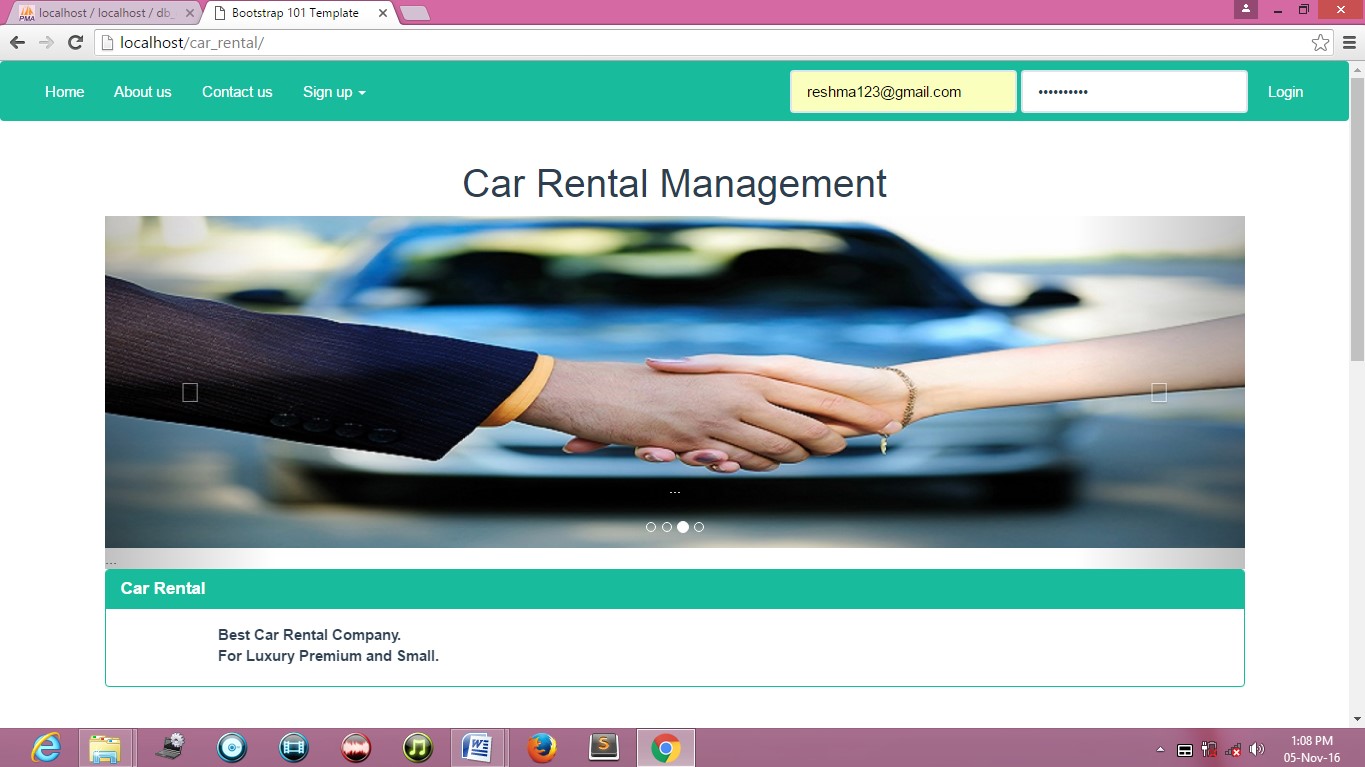 localhost / localhost / db_
Bootstrap 101 Template
localhost/car_rental/
Home About us Contact us Sign up reshma123@gmail.com •••••••••• Login
Car Rental Management
...
...
Car Rental
Best Car Rental Company.
For Luxury Premium and Small.
1:08 PM
05-Nov-16